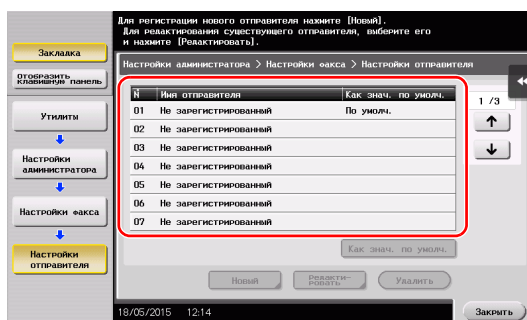 Для регистрации нового отправителя нажмите [Новый].
Для редактирования существующего отправителя, выберите его
и нажмите [Редактировать].
Закладка
Отобразить
клавишную панель
Настройки администратора > Настройки факса > Настройки отправителя
N Имя отправителя Как знач. по умолч.
01 Не зарегистрированный По умолч.
02 Не зарегистрированный
03 Не зарегистрированный
04 Не зарегистрированный
05 Не зарегистрированный
06 Не зарегистрированный
07 Не зарегистрированный
1 /3
Утилиты
Настройки
администратора
Настройки факса
Настройки
отправителя
Как знач. по умолч.
Новый
Редакти-
ровать
Удалить
18/05/2015 12:14
Закрыть